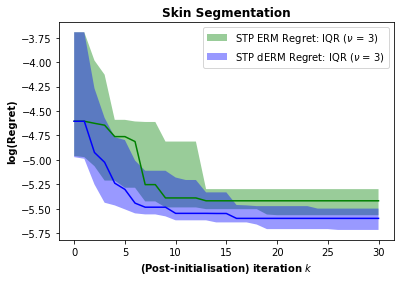 Skin Segmentation
STP ERM Regret: IQR (ν = 3)
STP dERM Regret: IQR (ν = 3)
log(Regret)
−3.75
−4.00
−4.25
−4.50
−4.75
−5.00
−5.25
−5.50
−5.75
0 5 10 15 20 25 30
(Post-initialisation) iteration k